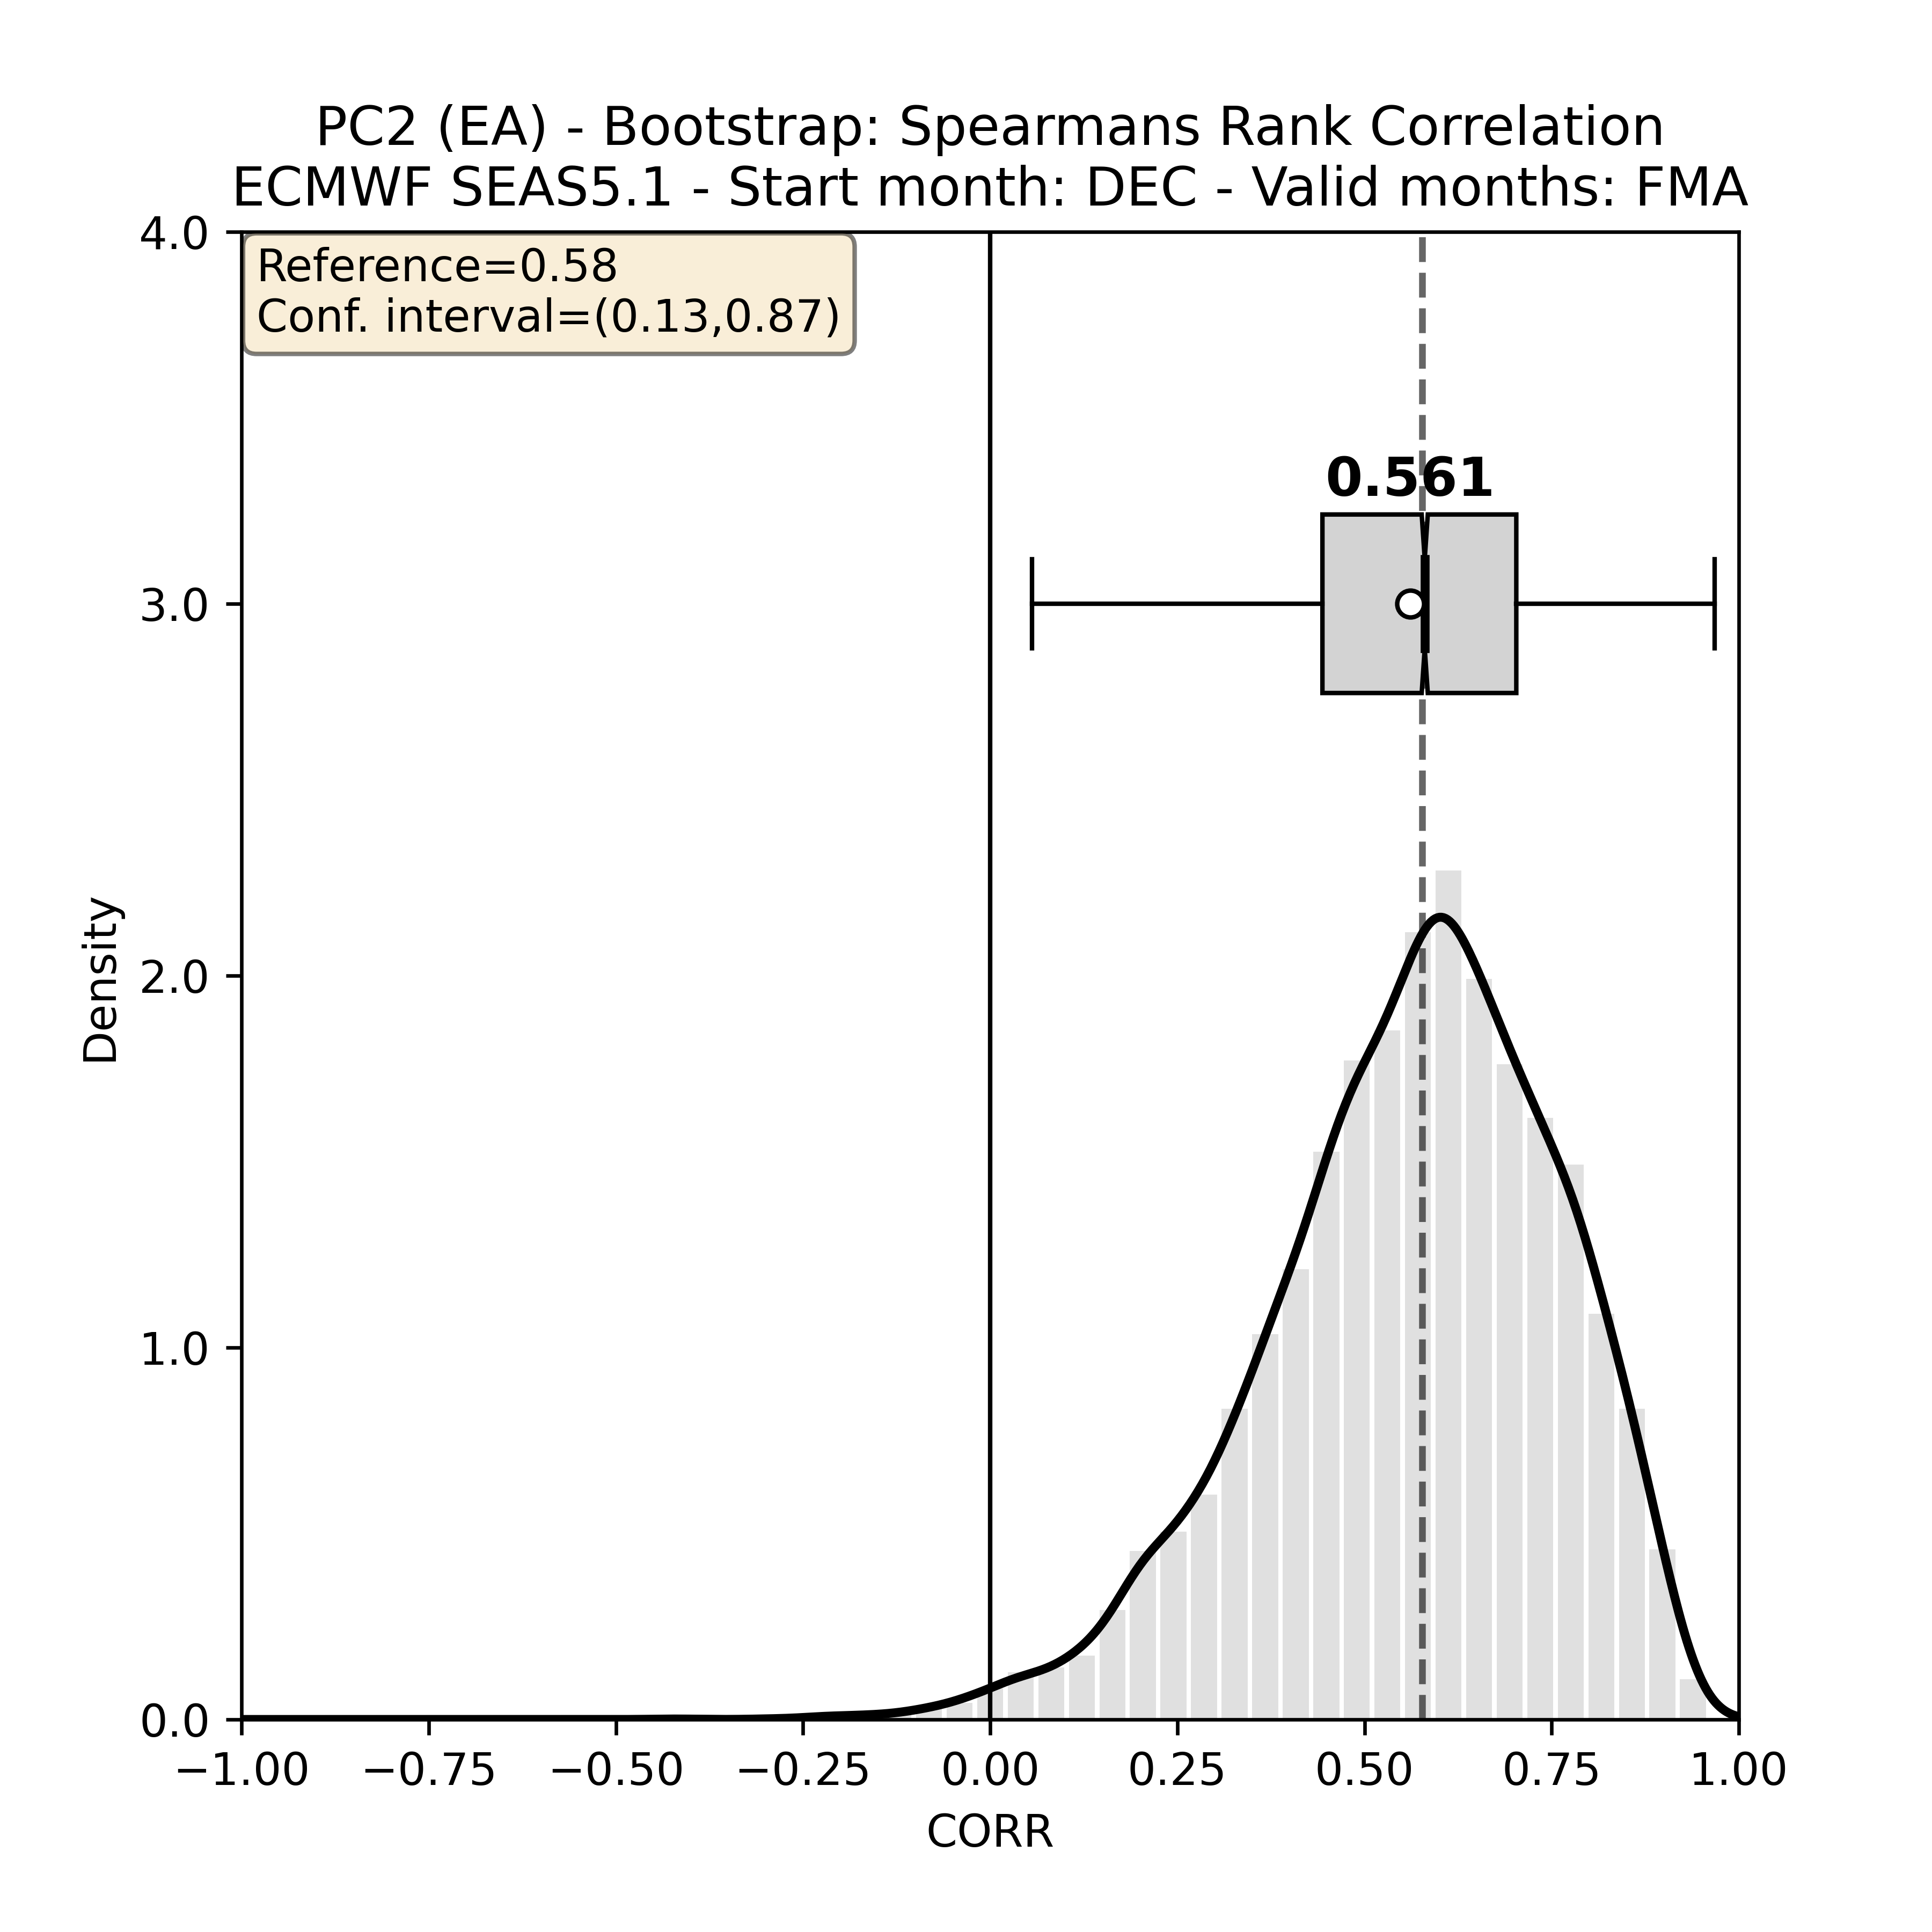 PC2 (EA) - Bootstrap: Spearmans Rank Correlation
ECMWF SEAS5.1 - Start month: DEC - Valid months: FMA
4.0
Reference=0.58
Conf. interval=(0.13,0.87)
0.561
3.0
Density
2.0
1.0
0.0
−1.00 −0.75 −0.50 −0.25 0.00 0.25 0.50 0.75 1.00
CORR